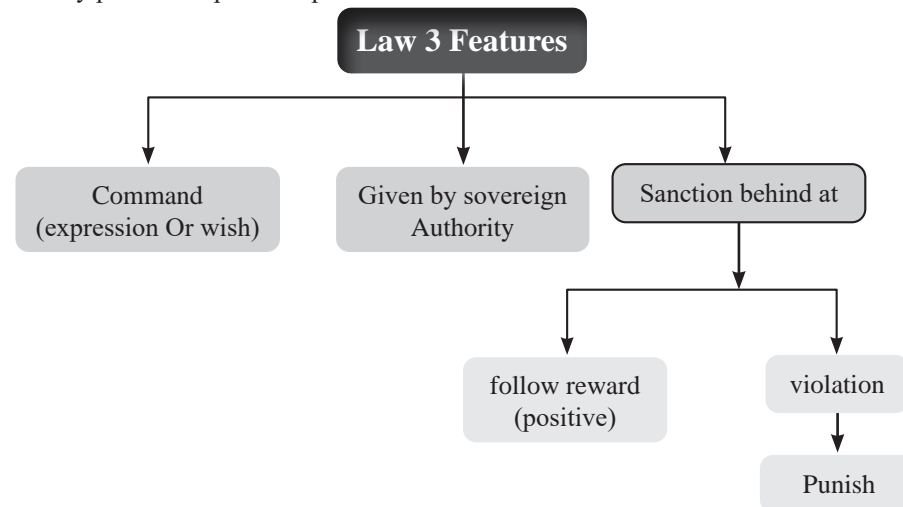 Law 3 Features
Command
(expression Or wish)
Given by sovereign
Authority
Sanction behind at
follow reward
(positive)
violation
Punish